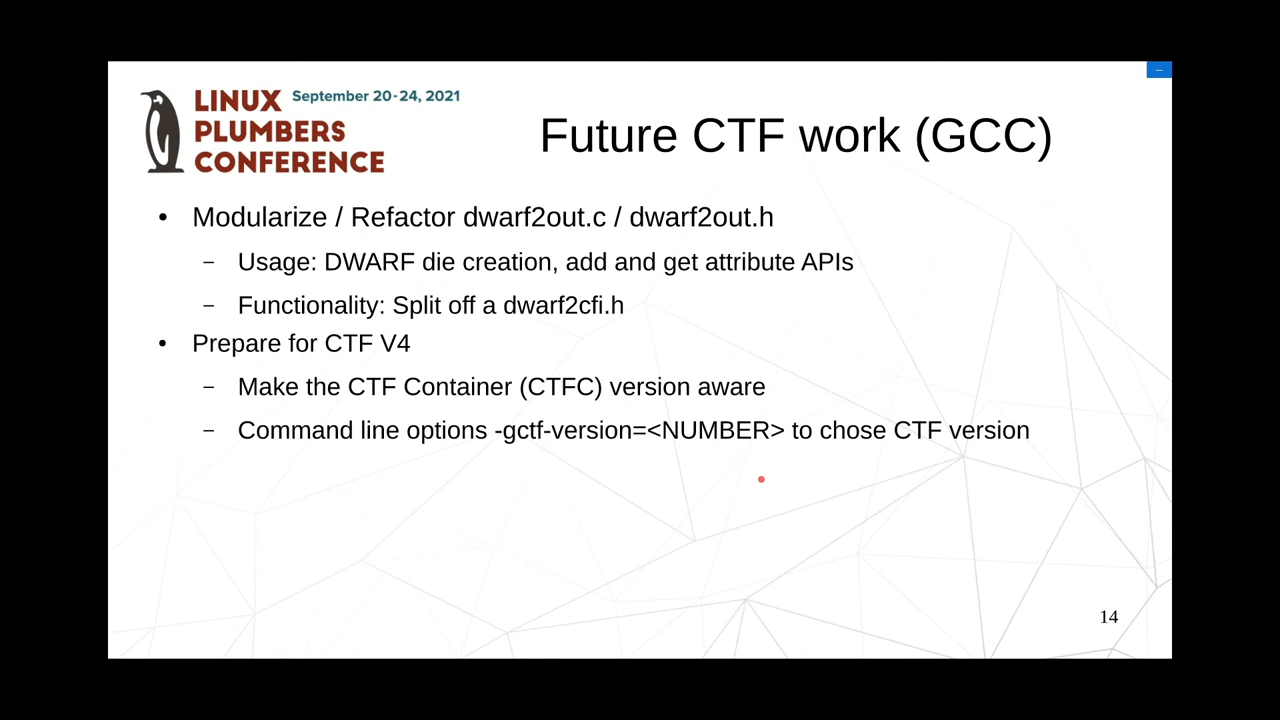 LINUX September 20-24, 2021
PLUMBERS
CONFERENCE
Future CTF work (GCC)
• Modularize / Refactor dwarf2out.c / dwarf2out.h
– Usage: DWARF die creation, add and get attribute APIs
– Functionality: Split off a dwarf2cfi.h
• Prepare for CTF V4
– Make the CTF Container (CTFC) version aware
– Command line options -gctf-version=<NUMBER> to chose CTF version
14